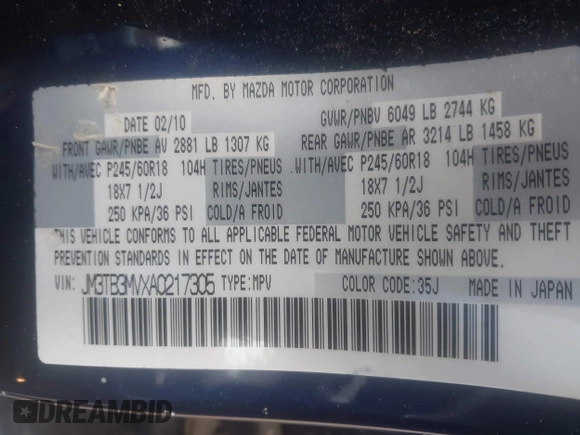 MFD. BY MAZDA MOTOR CORPORATION
DATE 02/10 GVWR/PNBV 6049 LB 2744 KG
FRONT GAWR/PNBE AV 2881 LB 1307 KG REAR GAWR/PNBE AR 3214 LB 1458 KG
WITH/AVEC P245/60R18 104H TIRES/PNEUS WITH/AVEC P245/60R18 104H TIRES/PNEUS
18X7 1/2J RIMS/JANTES 18X7 1/2J RIMS/JANTES
250 KPA/36 PSI COLD/A FROID 250 KPA/36 PSI COLD/A FROID
THIS VEHICLE CONFORMS TO ALL APPLICABLE FEDERAL MOTOR VEHICLE SAFETY AND THEFT
PREVENTION STANDARDS IN EFFECT ON THE DATE OF MANUFACTURE SHOWN ABOVE.
VIN: JM3TB3MVXA0217305 TYPE:MPV COLOR CODE:35J MADE IN JAPAN
DREAMBID